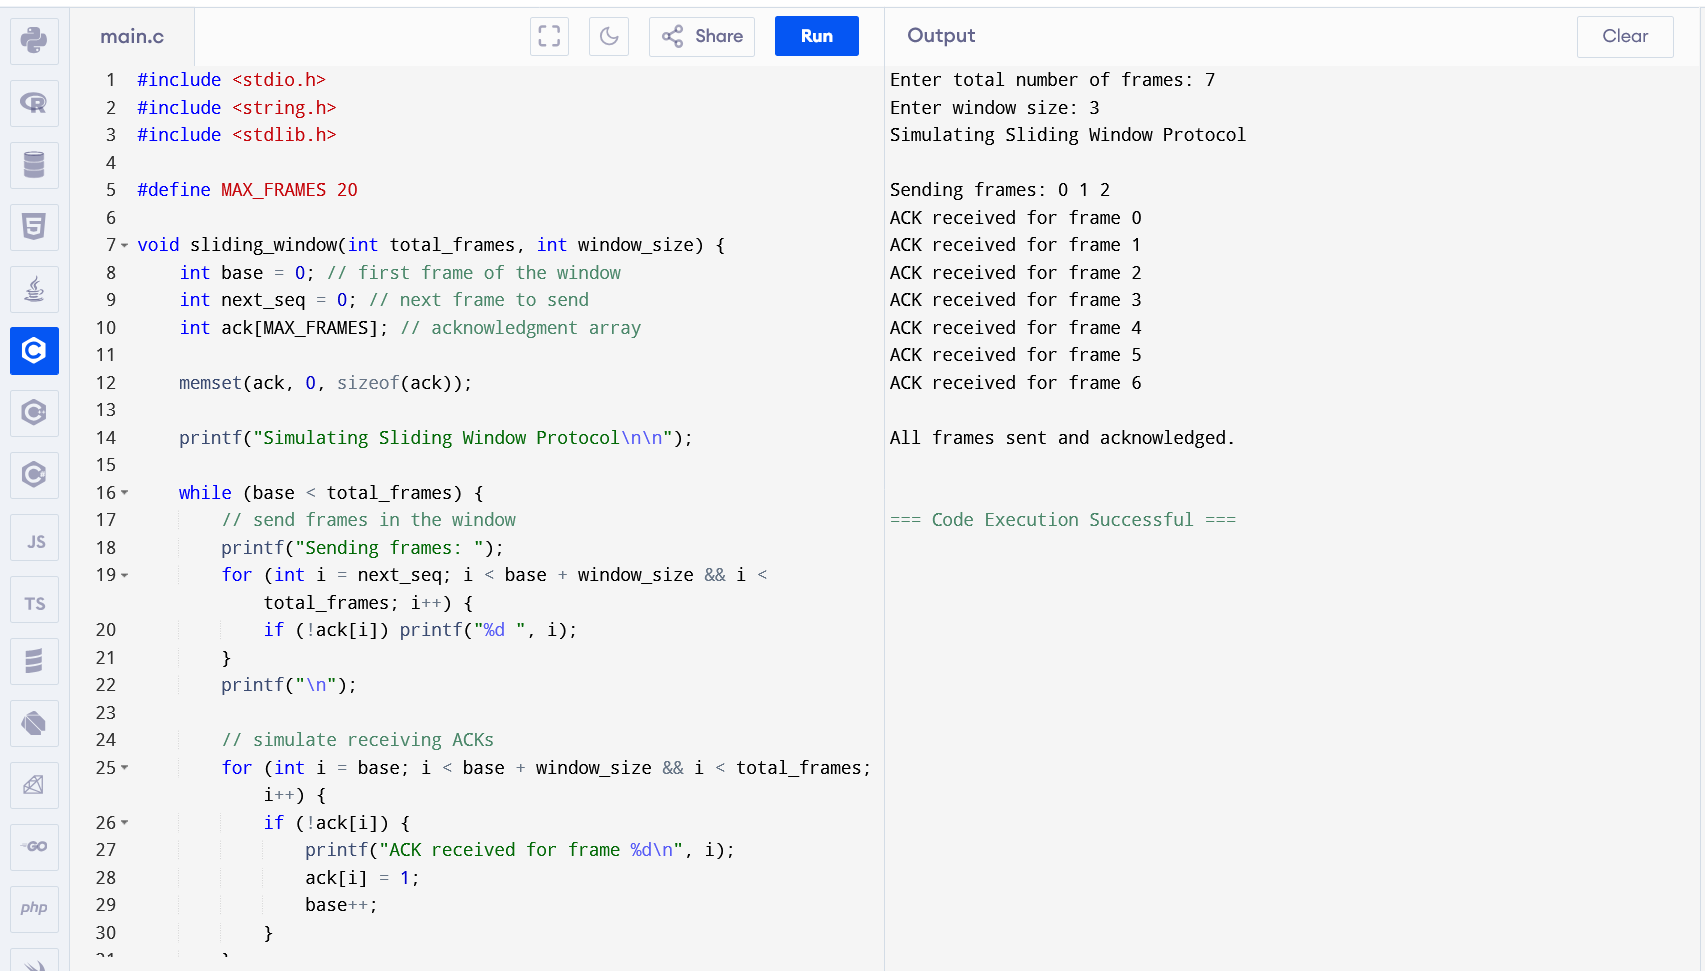 main.c
Share
Run
Output
Clear
1 #include <stdio.h>
2 #include <string.h>
3 #include <stdlib.h>
4
5 #define MAX_FRAMES 20
6
7 void sliding_window(int total_frames, int window_size) {
8     int base = 0; // first frame of the window
9     int next_seq = 0; // next frame to send
10     int ack[MAX_FRAMES]; // acknowledgment array
11
12     memset(ack, 0, sizeof(ack));
13
14     printf("Simulating Sliding Window Protocol\n\n");
15
16     while (base < total_frames) {
17         // send frames in the window
18         printf("Sending frames: ");
19         for (int i = next_seq; i < base + window_size && i <
            total_frames; i++) {
20             if (!ack[i]) printf("%d ", i);
21         }
22         printf("\n");
23
24         // simulate receiving ACKs
25         for (int i = base; i < base + window_size && i < total_frames;
            i++) {
26             if (!ack[i]) {
27                 printf("ACK received for frame %d\n", i);
28                 ack[i] = 1;
29                 base++;
30             }
31         }
Enter total number of frames: 7
Enter window size: 3
Simulating Sliding Window Protocol

Sending frames: 0 1 2
ACK received for frame 0
ACK received for frame 1
ACK received for frame 2
ACK received for frame 3
ACK received for frame 4
ACK received for frame 5
ACK received for frame 6

All frames sent and acknowledged.

=== Code Execution Successful ===
R
5
C
C
C
JS
TS
GO
php